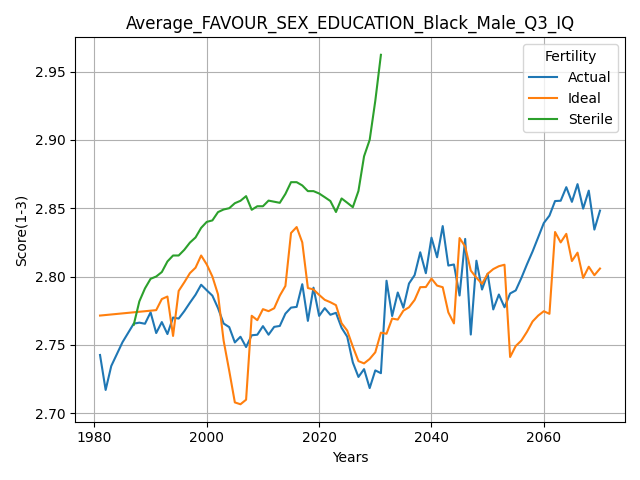 Average_FAVOUR_SEX_EDUCATION_Black_Male_Q3_IQ
Fertility
Actual
Ideal
Sterile
Score(1-3)
2.95
2.90
2.85
2.80
2.75
2.70
1980 2000 2020 2040 2060
Years